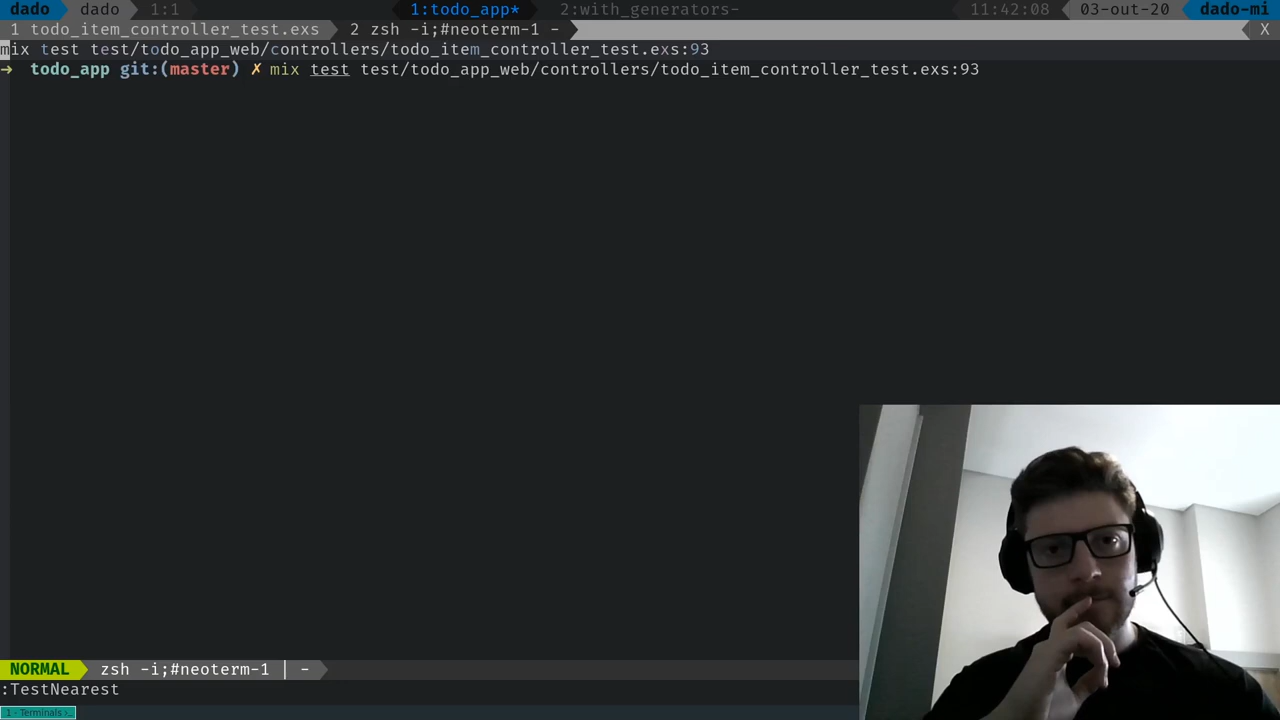 dado dado 1:1 1:todo_app* 2:with_generators- 11:42:08 03-out-20 dado-mi
1 todo_item_controller_test.exs 2 zsh -i;#neoterm-1 - X
mix test test/todo_app_web/controllers/todo_item_controller_test.exs:93
→ todo_app git:(master) ✗ mix test test/todo_app_web/controllers/todo_item_controller_test.exs:93
NORMAL zsh -i;#neoterm-1 | -
:TestNearest
1 - Terminals